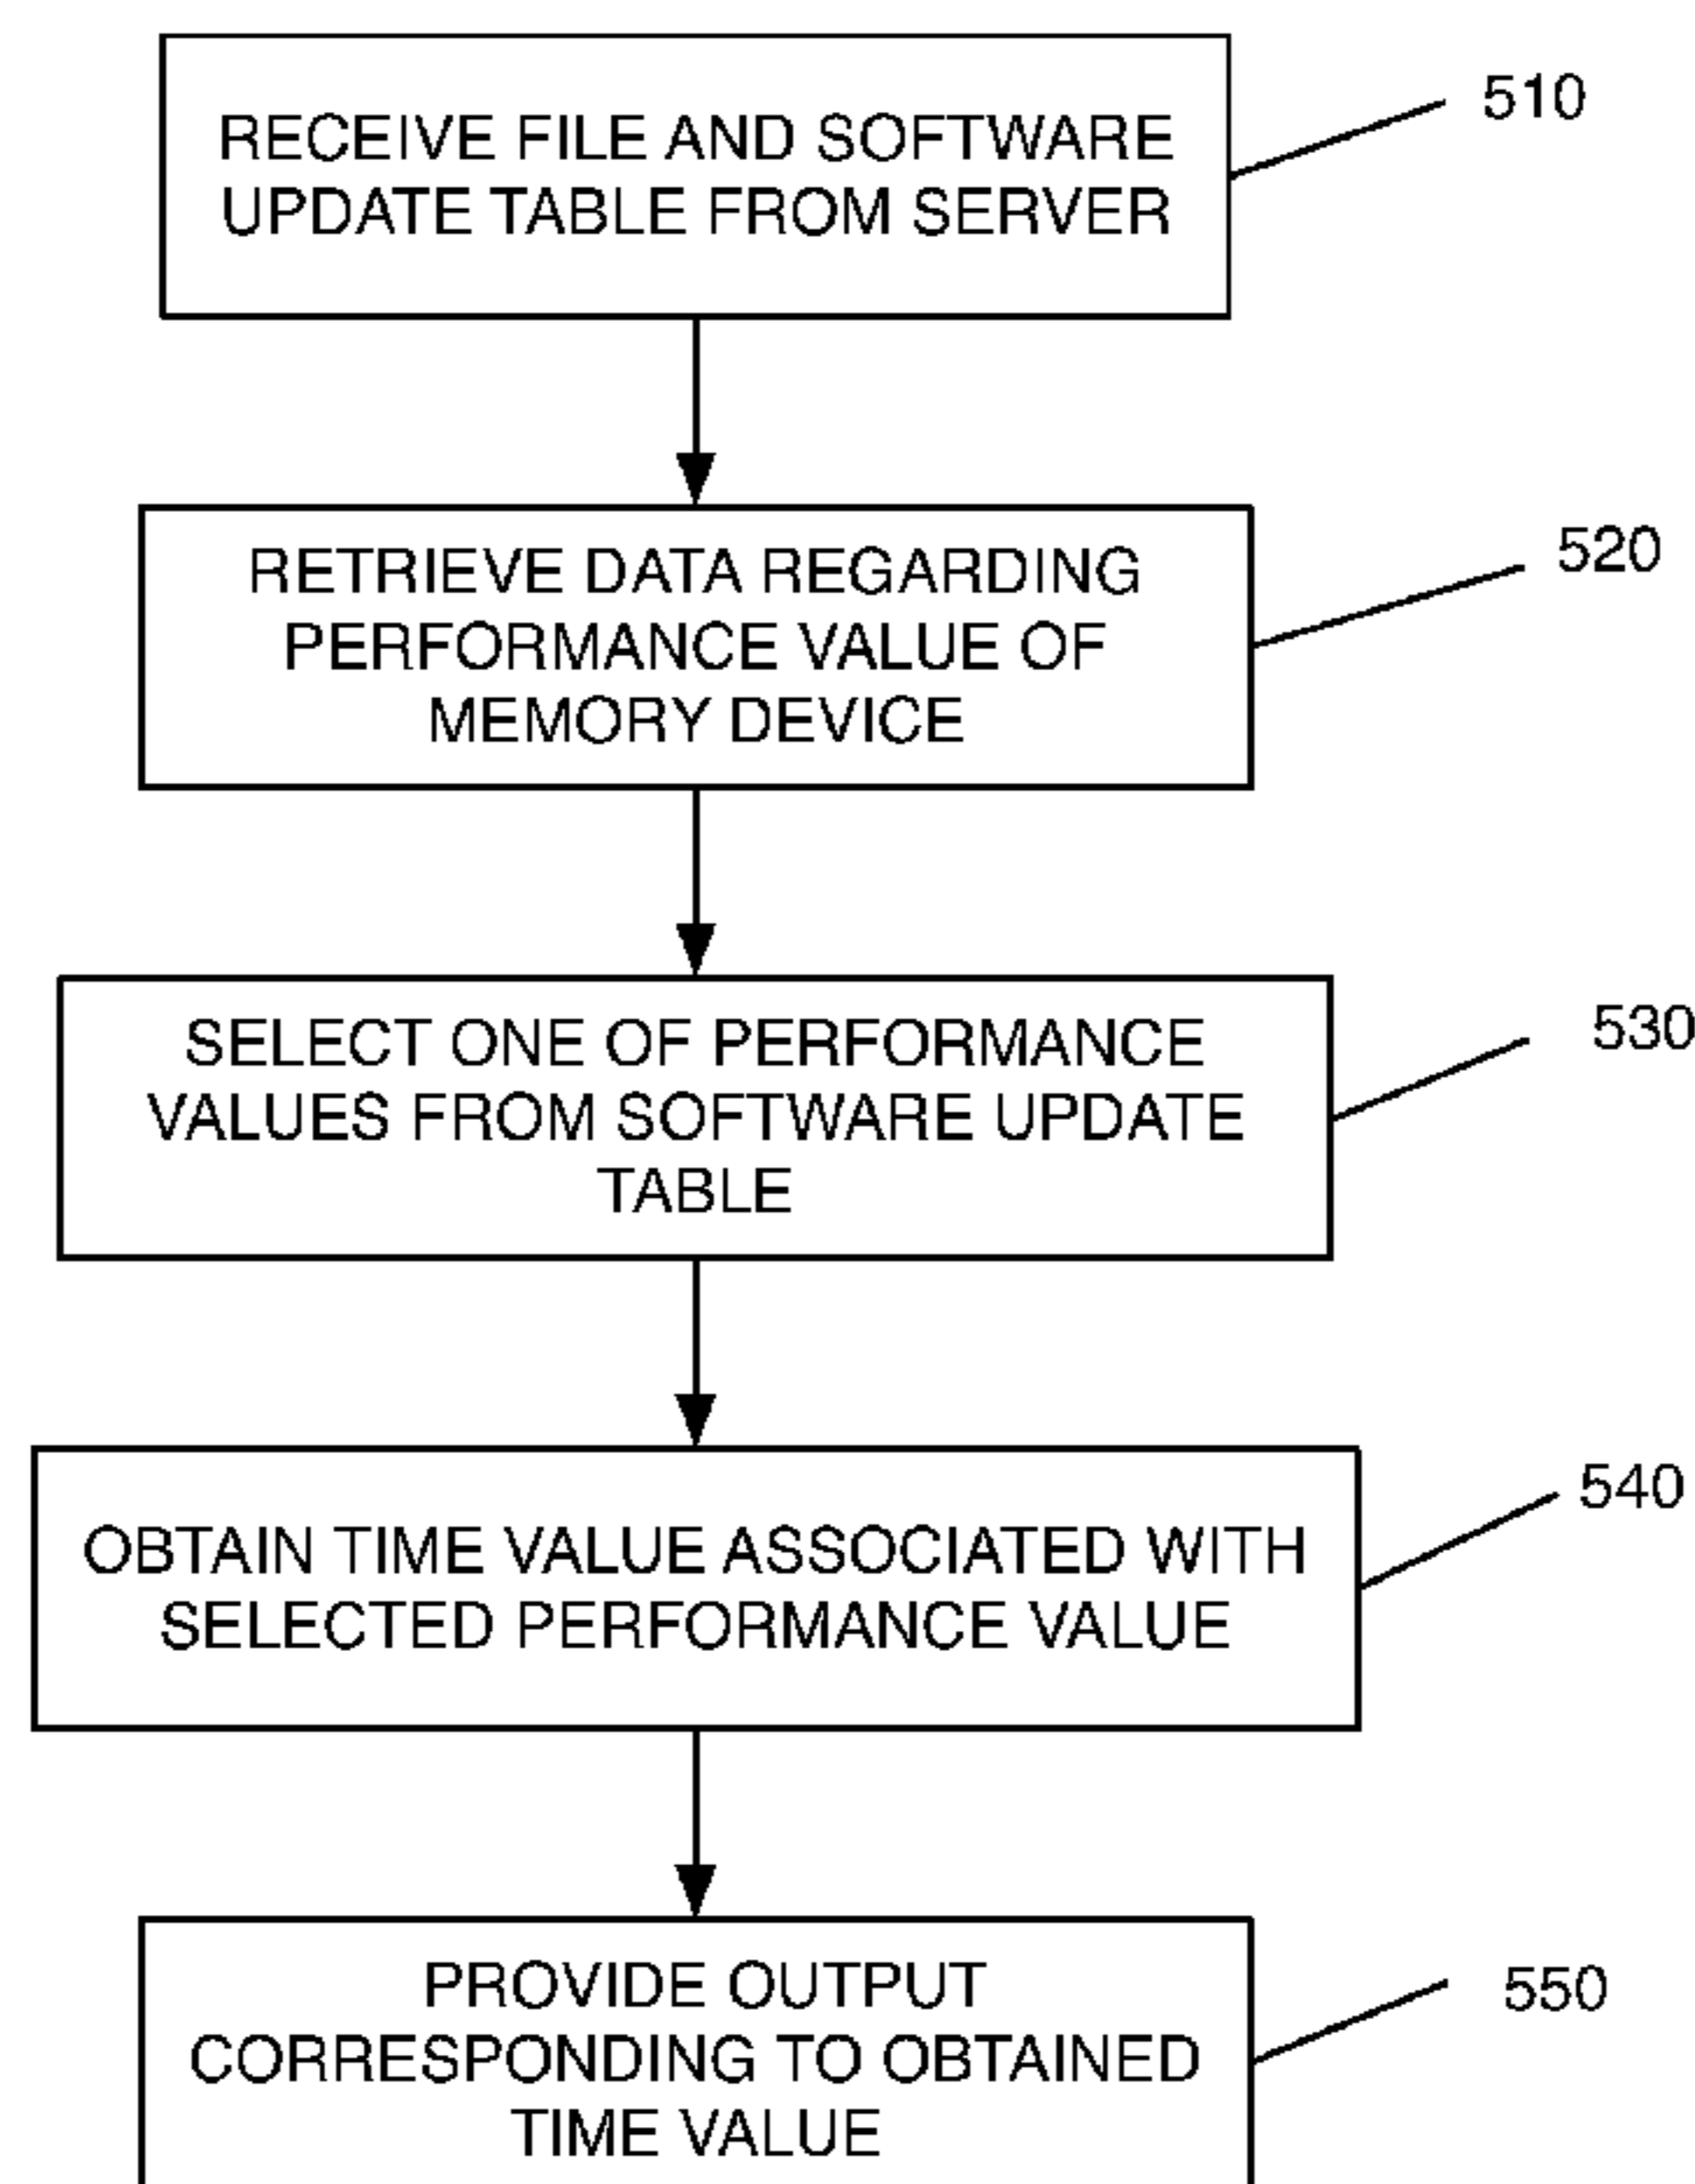 RECEIVE FILE AND SOFTWARE
UPDATE TABLE FROM SERVER
510
RETRIEVE DATA REGARDING
PERFORMANCE VALUE OF
MEMORY DEVICE
520
SELECT ONE OF PERFORMANCE
VALUES FROM SOFTWARE UPDATE
TABLE
530
OBTAIN TIME VALUE ASSOCIATED WITH
SELECTED PERFORMANCE VALUE
540
PROVIDE OUTPUT
CORRESPONDING TO OBTAINED
TIME VALUE
550